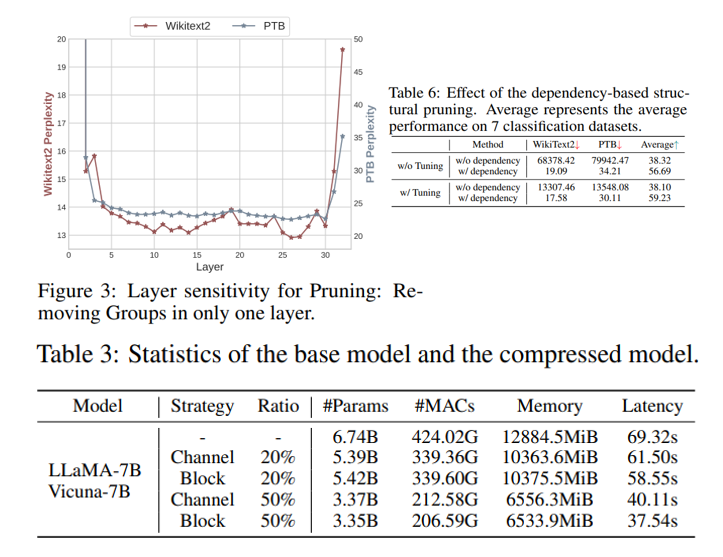 Wikitext2 PTB
20 50
19 45
18 40
17 35
16 30
15 25
14 20
13
Wikitext2 Perplexity
PTB Perplexity
0 5 10 15 20 25 30
Layer
Figure 3: Layer sensitivity for Pruning: Re-
moving Groups in only one layer.
Table 6: Effect of the dependency-based struc-
tural pruning. Average represents the average
performance on 7 classification datasets.
Method WikiText2↓ PTB↓ Average↑
w/o Tuning w/o dependency 68378.42 79942.47 38.32
w/ dependency 19.09 34.21 56.69
w/ Tuning w/o dependency 13307.46 13548.08 38.10
w/ dependency 17.58 30.11 59.23
Table 3: Statistics of the base model and the compressed model.
Model Strategy Ratio #Params #MACs Memory Latency
LLaMA-7B
Vicuna-7B
- - 6.74B 424.02G 12884.5MiB 69.32s
Channel 20% 5.39B 339.36G 10363.6MiB 61.50s
Block 20% 5.42B 339.60G 10375.5MiB 58.55s
Channel 50% 3.37B 212.58G 6556.3MiB 40.11s
Block 50% 3.35B 206.59G 6533.9MiB 37.54s